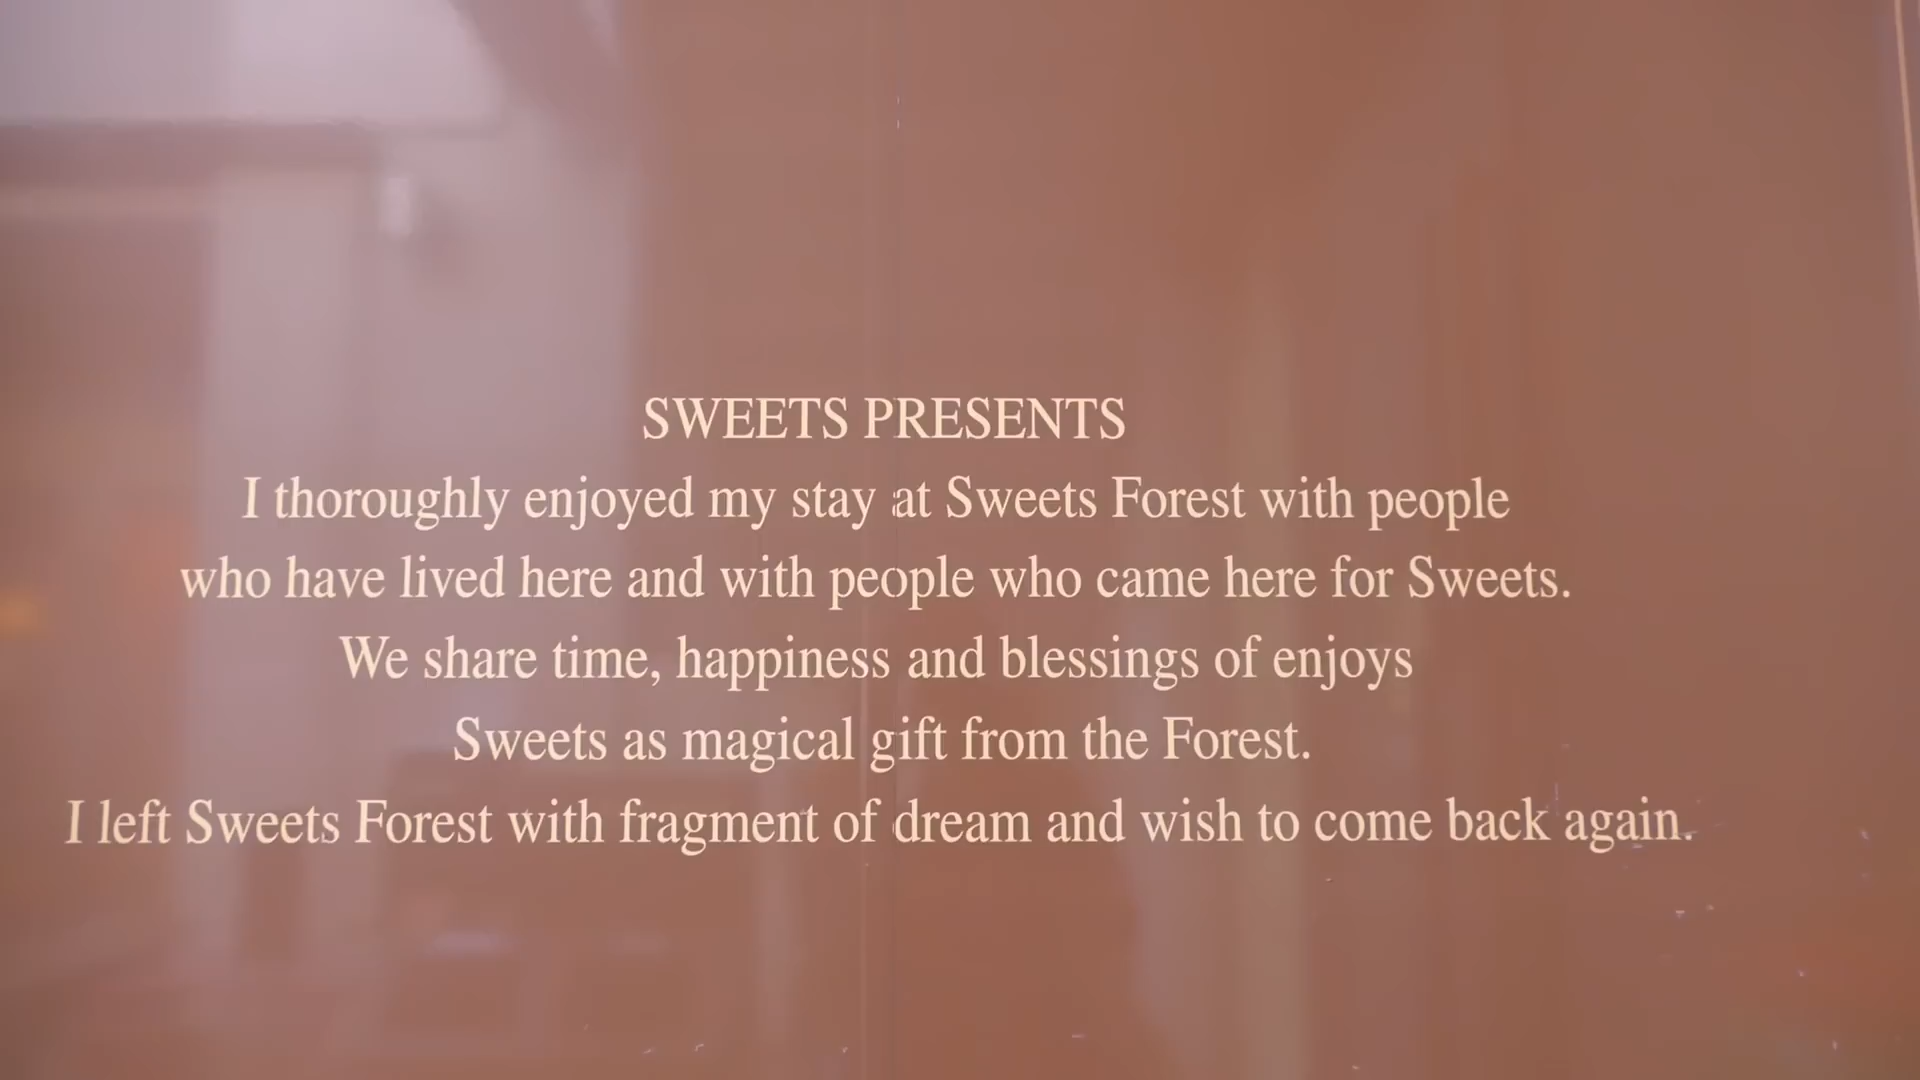 SWEETS PRESENTS
I thoroughly enjoyed my stay at Sweets Forest with people
who have lived here and with people who came here for Sweets.
We share time, happiness and blessings of enjoys
Sweets as magical gift from the Forest.
I left Sweets Forest with fragment of dream and wish to come back again.